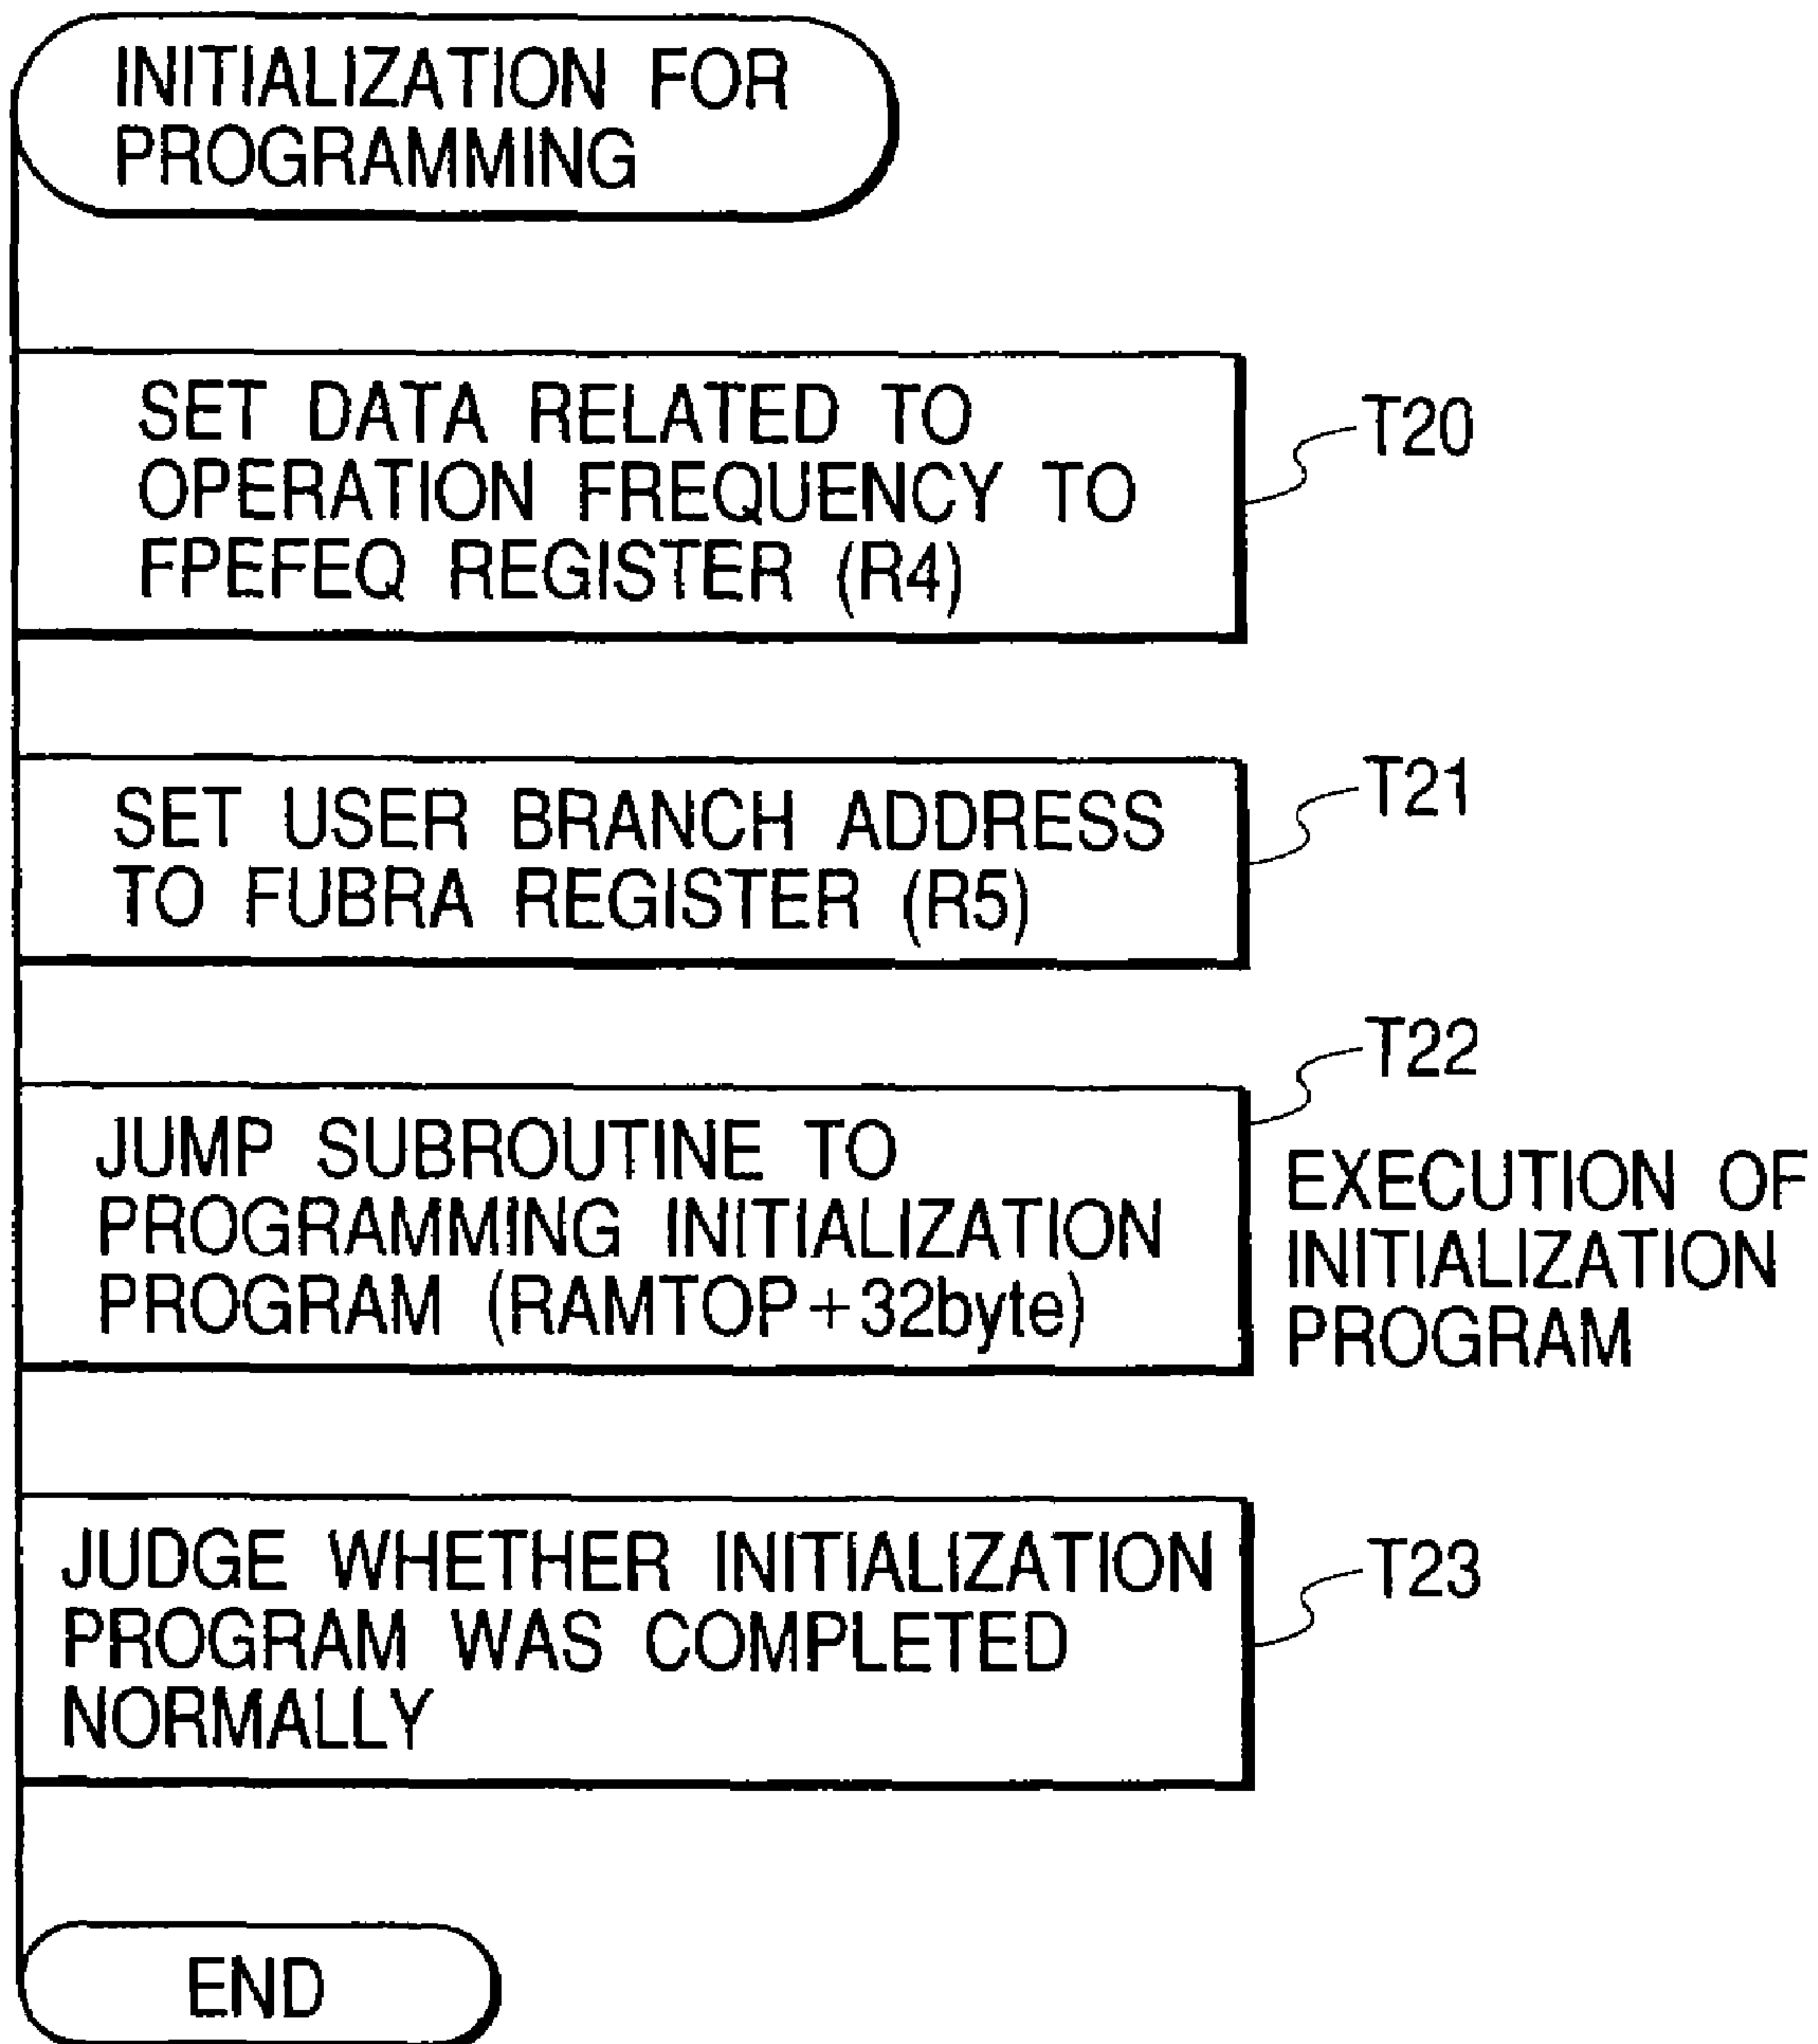 INITIALIZATION FOR
PROGRAMMING
SET DATA RELATED TO
OPERATION FREQUENCY TO
FPEFEQ REGISTER (R4)
T20
SET USER BRANCH ADDRESS
TO FUBRA REGISTER (R5)
T21
JUMP SUBROUTINE TO
PROGRAMMING INITIALIZATION
PROGRAM (RAMTOP+32byte)
T22
EXECUTION OF
INITIALIZATION
PROGRAM
JUDGE WHETHER INITIALIZATION
PROGRAM WAS COMPLETED
NORMALLY
T23
END